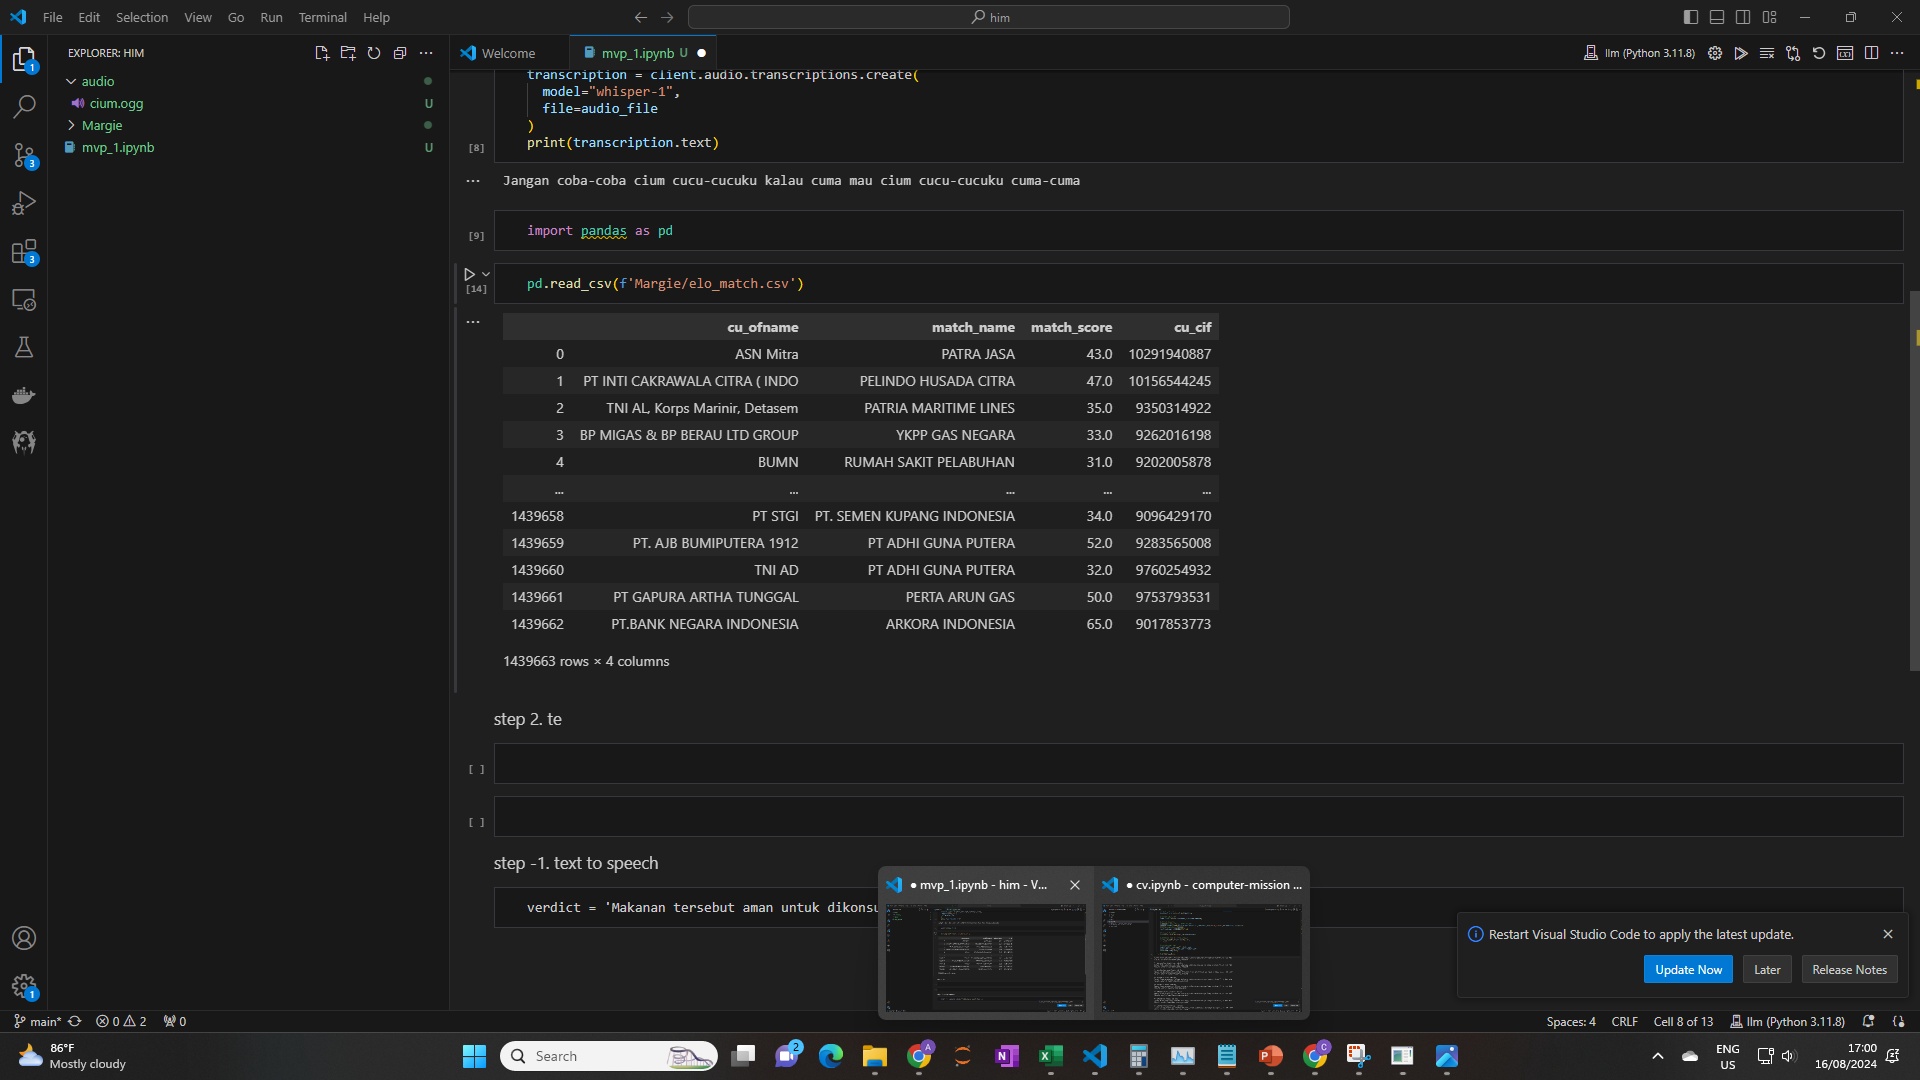 File Edit Selection View Go Run Terminal Help
him
EXPLORER: HIM
Welcome
mvp_1.ipynb U
llm (Python 3.11.8)
audio
cium.ogg U
Margie
mvp_1.ipynb U
1
3
3
1
transcription = client.audio.transcriptions.create(
model="whisper-1",
file=audio_file
)
[8] print(transcription.text)
... Jangan coba-coba cium cucu-cucuku kalau cuma mau cium cucu-cucuku cuma-cuma
[9] import pandas as pd
[14] pd.read_csv(f'Margie/elo_match.csv')
...
cu_ofname match_name match_score cu_cif
0 ASN Mitra PATRA JASA 43.0 10291940887
1 PT INTI CAKRAWALA CITRA ( INDO PELINDO HUSADA CITRA 47.0 10156544245
2 TNI AL, Korps Marinir, Detasem PATRIA MARITIME LINES 35.0 9350314922
3 BP MIGAS & BP BERAU LTD GROUP YKPP GAS NEGARA 33.0 9262016198
4 BUMN RUMAH SAKIT PELABUHAN 31.0 9202005878
... ... ... ... ...
1439658 PT STGI PT. SEMEN KUPANG INDONESIA 34.0 9096429170
1439659 PT. AJB BUMIPUTERA 1912 PT ADHI GUNA PUTERA 52.0 9283565008
1439660 TNI AD PT ADHI GUNA PUTERA 32.0 9760254932
1439661 PT GAPURA ARTHA TUNGGAL PERTA ARUN GAS 50.0 9753793531
1439662 PT.BANK NEGARA INDONESIA ARKORA INDONESIA 65.0 9017853773
1439663 rows × 4 columns
step 2. te
[ ]
[ ]
step -1. text to speech
verdict = 'Makanan tersebut aman untuk dikonsu
● mvp_1.ipynb - him - V...
● cv.ipynb - computer-mission ...
Restart Visual Studio Code to apply the latest update.
Update Now Later Release Notes
main* 0 2 0
Spaces: 4 CRLF Cell 8 of 13 llm (Python 3.11.8)
86°F
Mostly cloudy
Search
2
A
C
ENG
US
17:00
16/08/2024